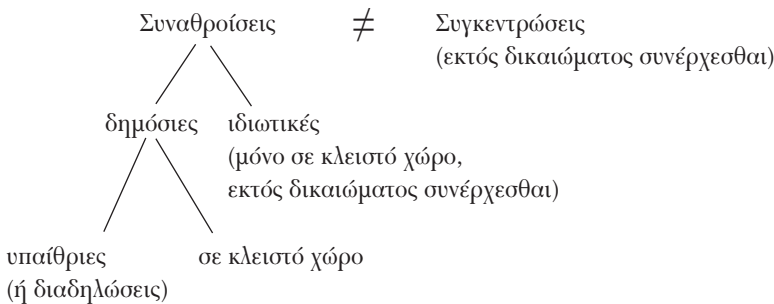 Συναθροίσεις ≠ Συγκεντρώσεις
(εκτός δικαιώματος συνέρχεσθαι)
δημόσιες ιδιωτικές
(μόνο σε κλειστό χώρο,
εκτός δικαιώματος συνέρχεσθαι)
υπαίθριες σε κλειστό χώρο
(ή διαδηλώσεις)